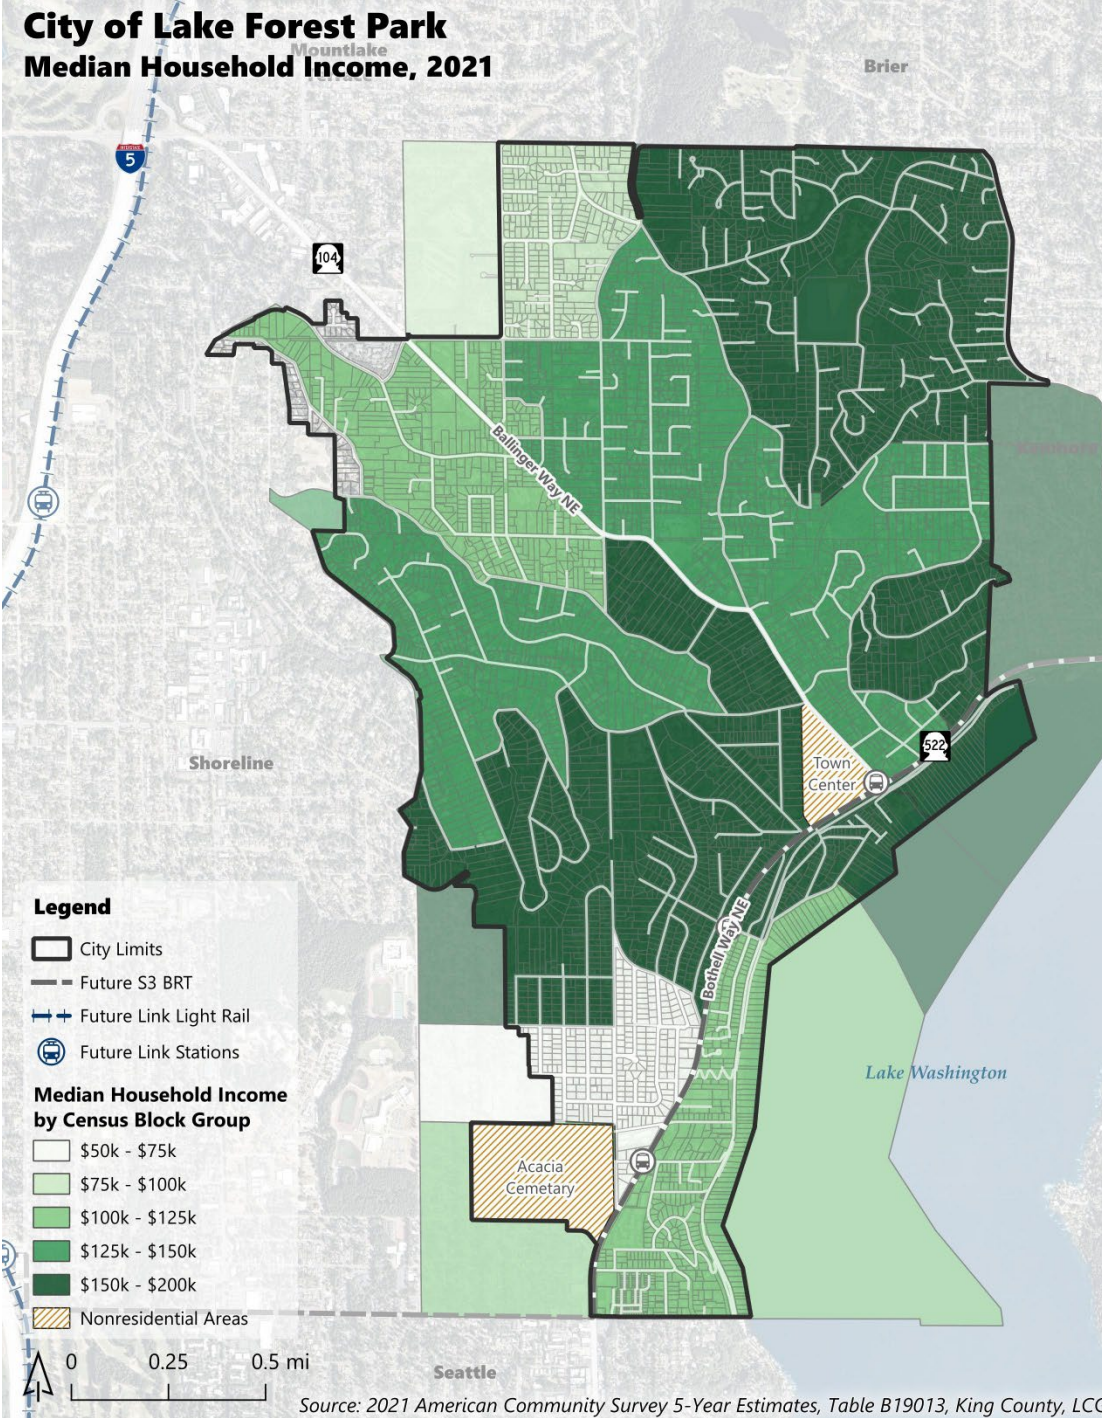 City of Lake Forest Park
Median Household Income, 2021
Mountlake
Terrace
Brier
INTERSTATE
5
104
Kenmore
Ballinger Way NE
522
Shoreline
Town
Center
Bothell Way NE
Lake Washington
Acacia
Cemetary
Seattle
Legend
City Limits
Future S3 BRT
Future Link Light Rail
Future Link Stations
Median Household Income
by Census Block Group
$50k - $75k
$75k - $100k
$100k - $125k
$125k - $150k
$150k - $200k
Nonresidential Areas
0 0.25 0.5 mi
Source: 2021 American Community Survey 5-Year Estimates, Table B19013, King County, LCG